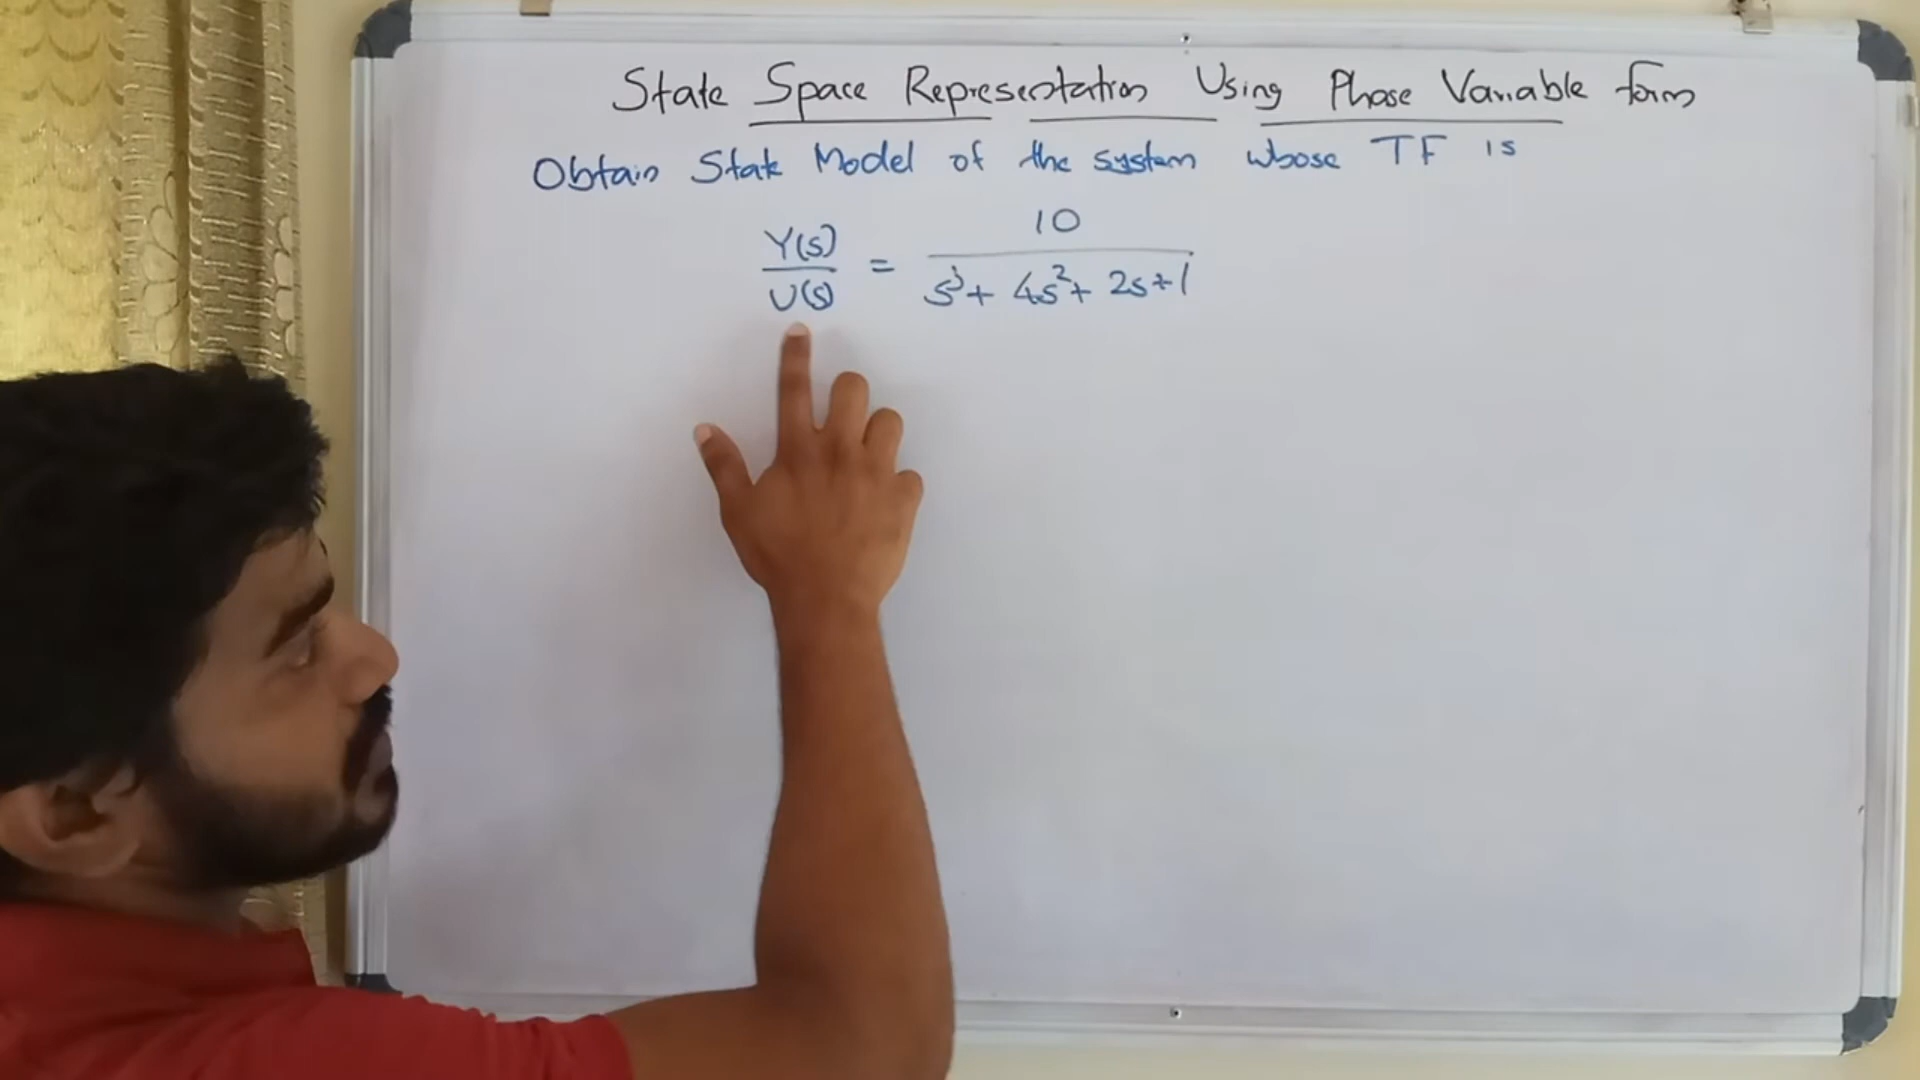 State Space Representation Using Phase Variable form
Obtain State Model of the system whose TF is
Y(s)/U(s) = 10/(s³ + 4s² + 2s + 1)